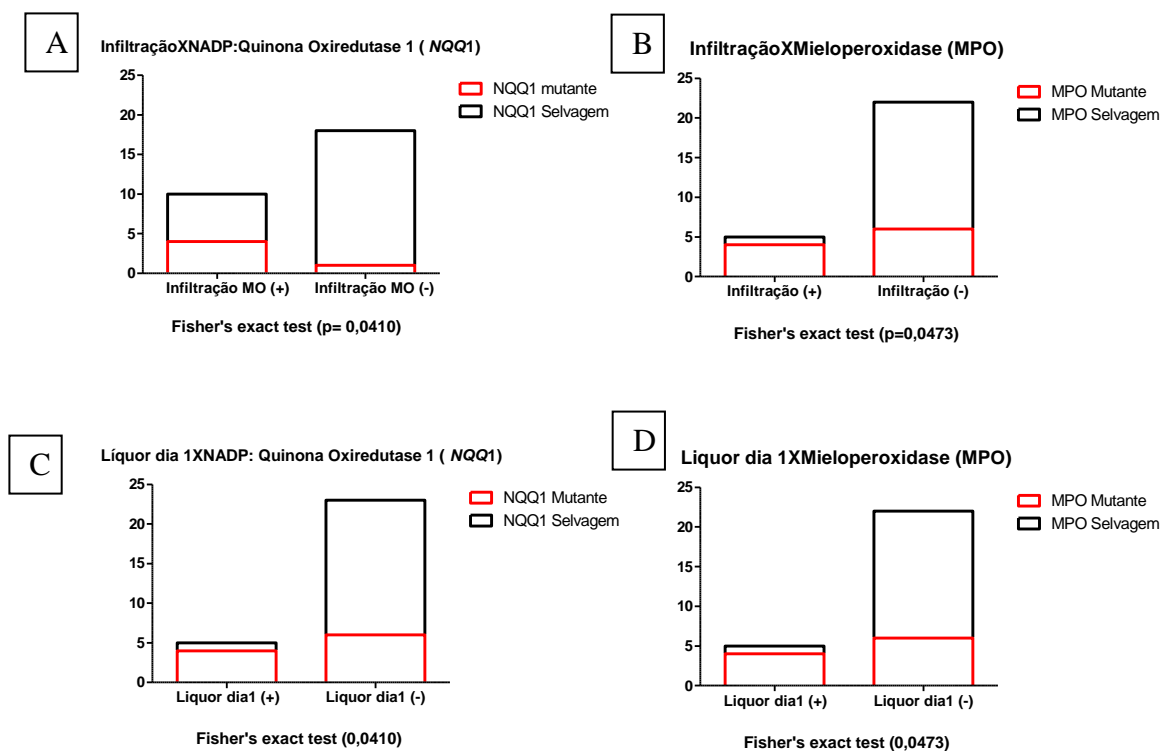 A
InfiltraçãoXNADP:Quinona Oxiredutase 1 ( NQQ1)
25
20
15
10
5
0
Infiltração MO (+)
Infiltração MO (-)
NQQ1 mutante
NQQ1 Selvagem
Fisher's exact test (p= 0,0410)
B
InfiltraçãoXMieloperoxidase (MPO)
25
20
15
10
5
0
Infiltração (+)
Infiltração (-)
MPO Mutante
MPO Selvagem
Fisher's exact test (p=0,0473)
C
Líquor dia 1XNADP: Quinona Oxiredutase 1 ( NQQ1)
25
20
15
10
5
0
Liquor dia1 (+)
Liquor dia1 (-)
NQQ1 Mutante
NQQ1 Selvagem
Fisher's exact test (0,0410)
D
Liquor dia 1XMieloperoxidase (MPO)
25
20
15
10
5
0
Liquor dia1 (+)
Liquor dia1 (-)
MPO Mutante
MPO Selvagem
Fisher's exact test (0,0473)